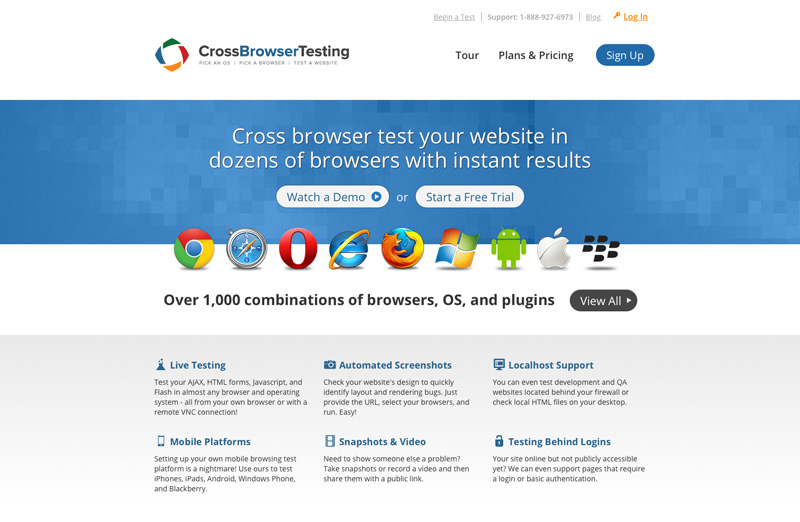 Begin a Test
Support: 1-888-927-6973
Blog
Log In
CrossBrowserTesting
PICK AN OS | PICK A BROWSER | TEST A WEBSITE
Tour
Plans & Pricing
Sign Up
Cross browser test your website in
dozens of browsers with instant results
Watch a Demo
or
Start a Free Trial
Over 1,000 combinations of browsers, OS, and plugins
View All
Live Testing
Test your AJAX, HTML forms, Javascript, and
Flash in almost any browser and operating
system - all from your own browser or with a
remote VNC connection!
Automated Screenshots
Check your website's design to quickly
identify layout and rendering bugs. Just
provide the URL, select your browsers, and
run. Easy!
Localhost Support
You can even test development and QA
websites located behind your firewall or
check local HTML files on your desktop.
Mobile Platforms
Setting up your own mobile browsing test
platform is a nightmare! Use ours to test
iPhones, iPads, Android, Windows Phone,
and Blackberry.
Snapshots & Video
Need to show someone else a problem?
Take snapshots or record a video and then
share them with a public link.
Testing Behind Logins
Your site online but not publicly accessible
yet? We can even support pages that require
a login or basic authentication.